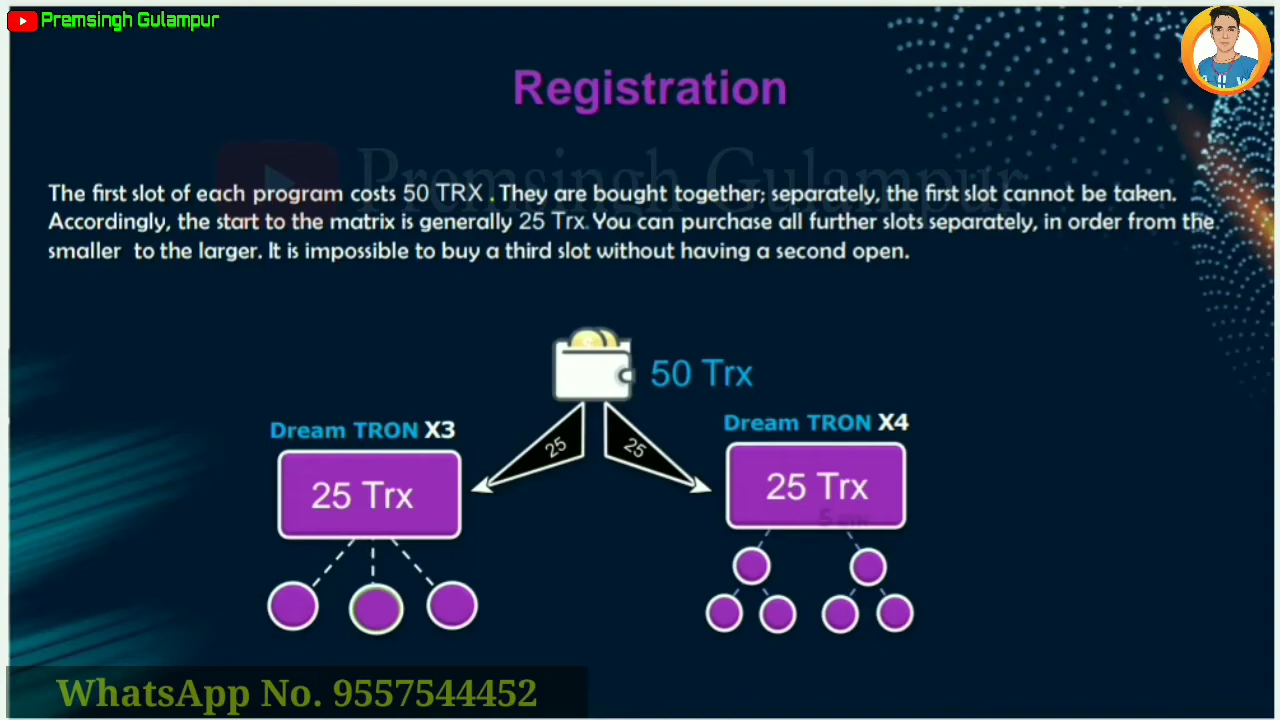 Premsingh Gulampur
Registration
Premsingh Gulampur
The first slot of each program costs 50 TRX . They are bought together; separately, the first slot cannot be taken.
Accordingly, the start to the matrix is generally 25 Trx. You can purchase all further slots separately, in order from the
smaller to the larger. It is impossible to buy a third slot without having a second open.
50 Trx
Dream TRON X3
Dream TRON X4
25
25
25 Trx
25 Trx
WhatsApp No. 9557544452